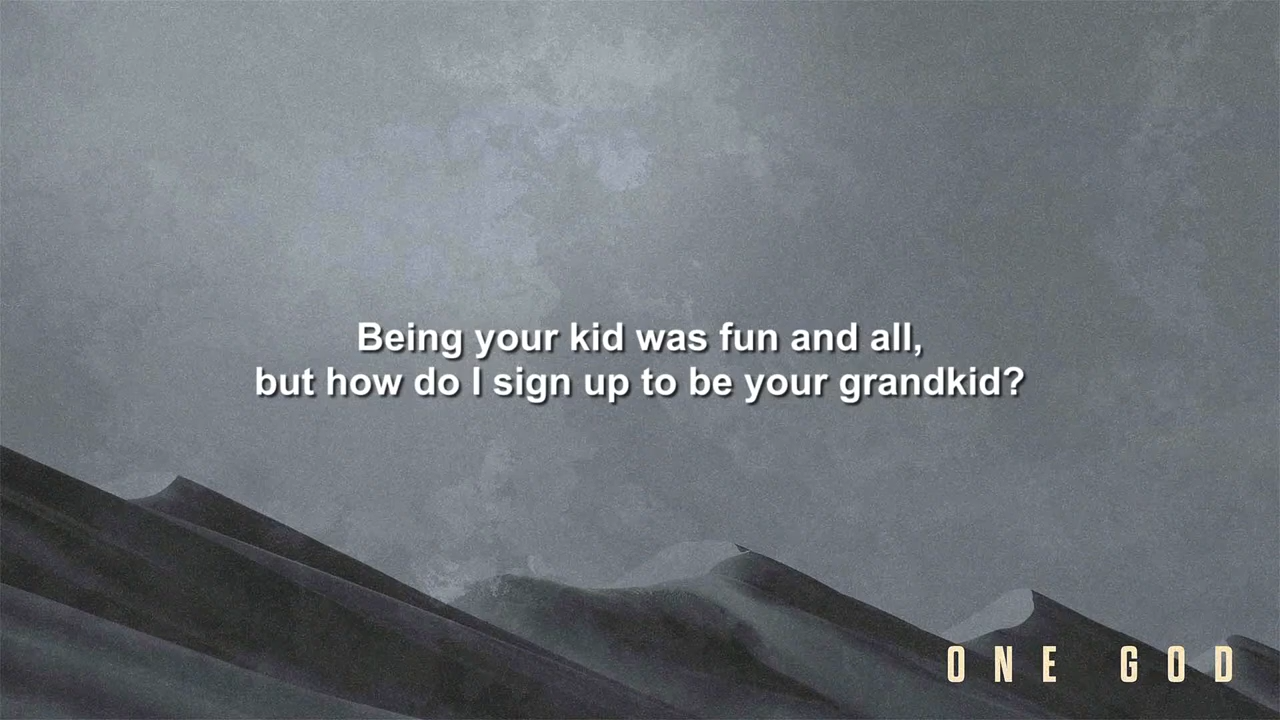 Being your kid was fun and all,
but how do I sign up to be your grandkid?
ONE GOD